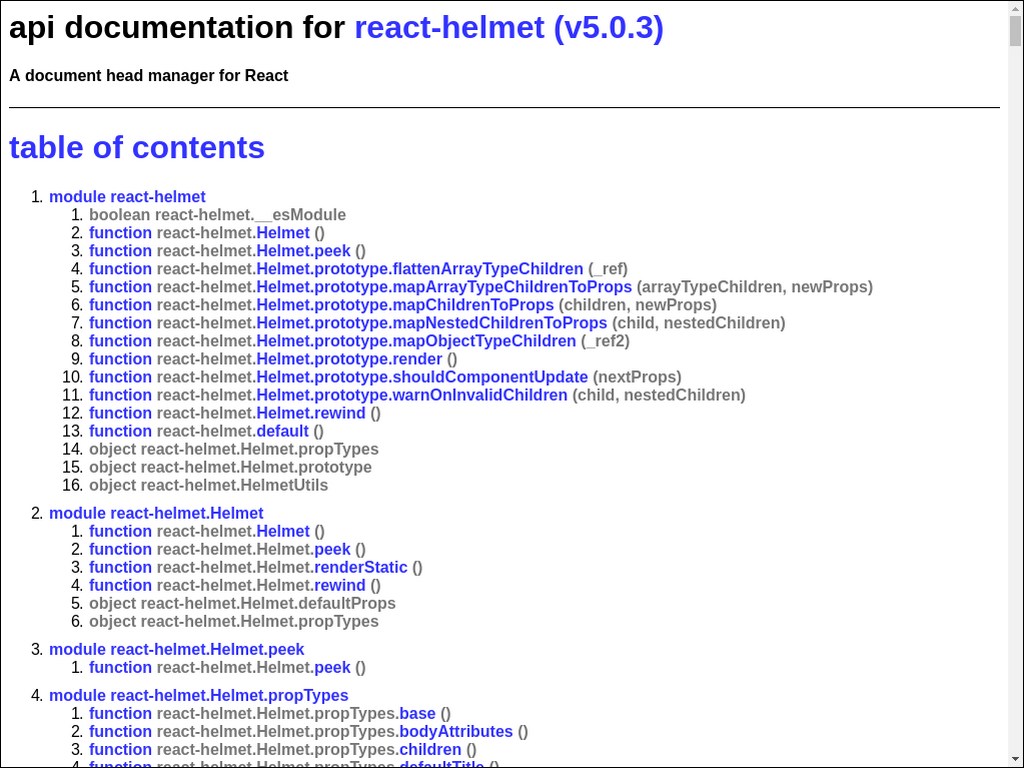 api documentation for react-helmet (v5.0.3)
A document head manager for React
table of contents
1. module react-helmet
1. boolean react-helmet.__esModule
2. function react-helmet.Helmet ()
3. function react-helmet.Helmet.peek ()
4. function react-helmet.Helmet.prototype.flattenArrayTypeChildren (_ref)
5. function react-helmet.Helmet.prototype.mapArrayTypeChildrenToProps (arrayTypeChildren, newProps)
6. function react-helmet.Helmet.prototype.mapChildrenToProps (children, newProps)
7. function react-helmet.Helmet.prototype.mapNestedChildrenToProps (child, nestedChildren)
8. function react-helmet.Helmet.prototype.mapObjectTypeChildren (_ref2)
9. function react-helmet.Helmet.prototype.render ()
10. function react-helmet.Helmet.prototype.shouldComponentUpdate (nextProps)
11. function react-helmet.Helmet.prototype.warnOnInvalidChildren (child, nestedChildren)
12. function react-helmet.Helmet.rewind ()
13. function react-helmet.default ()
14. object react-helmet.Helmet.propTypes
15. object react-helmet.Helmet.prototype
16. object react-helmet.HelmetUtils
2. module react-helmet.Helmet
1. function react-helmet.Helmet ()
2. function react-helmet.Helmet.peek ()
3. function react-helmet.Helmet.renderStatic ()
4. function react-helmet.Helmet.rewind ()
5. object react-helmet.Helmet.defaultProps
6. object react-helmet.Helmet.propTypes
3. module react-helmet.Helmet.peek
1. function react-helmet.Helmet.peek ()
4. module react-helmet.Helmet.propTypes
1. function react-helmet.Helmet.propTypes.base ()
2. function react-helmet.Helmet.propTypes.bodyAttributes ()
3. function react-helmet.Helmet.propTypes.children ()
4. function react-helmet.Helmet.propTypes.defaultTitle ()